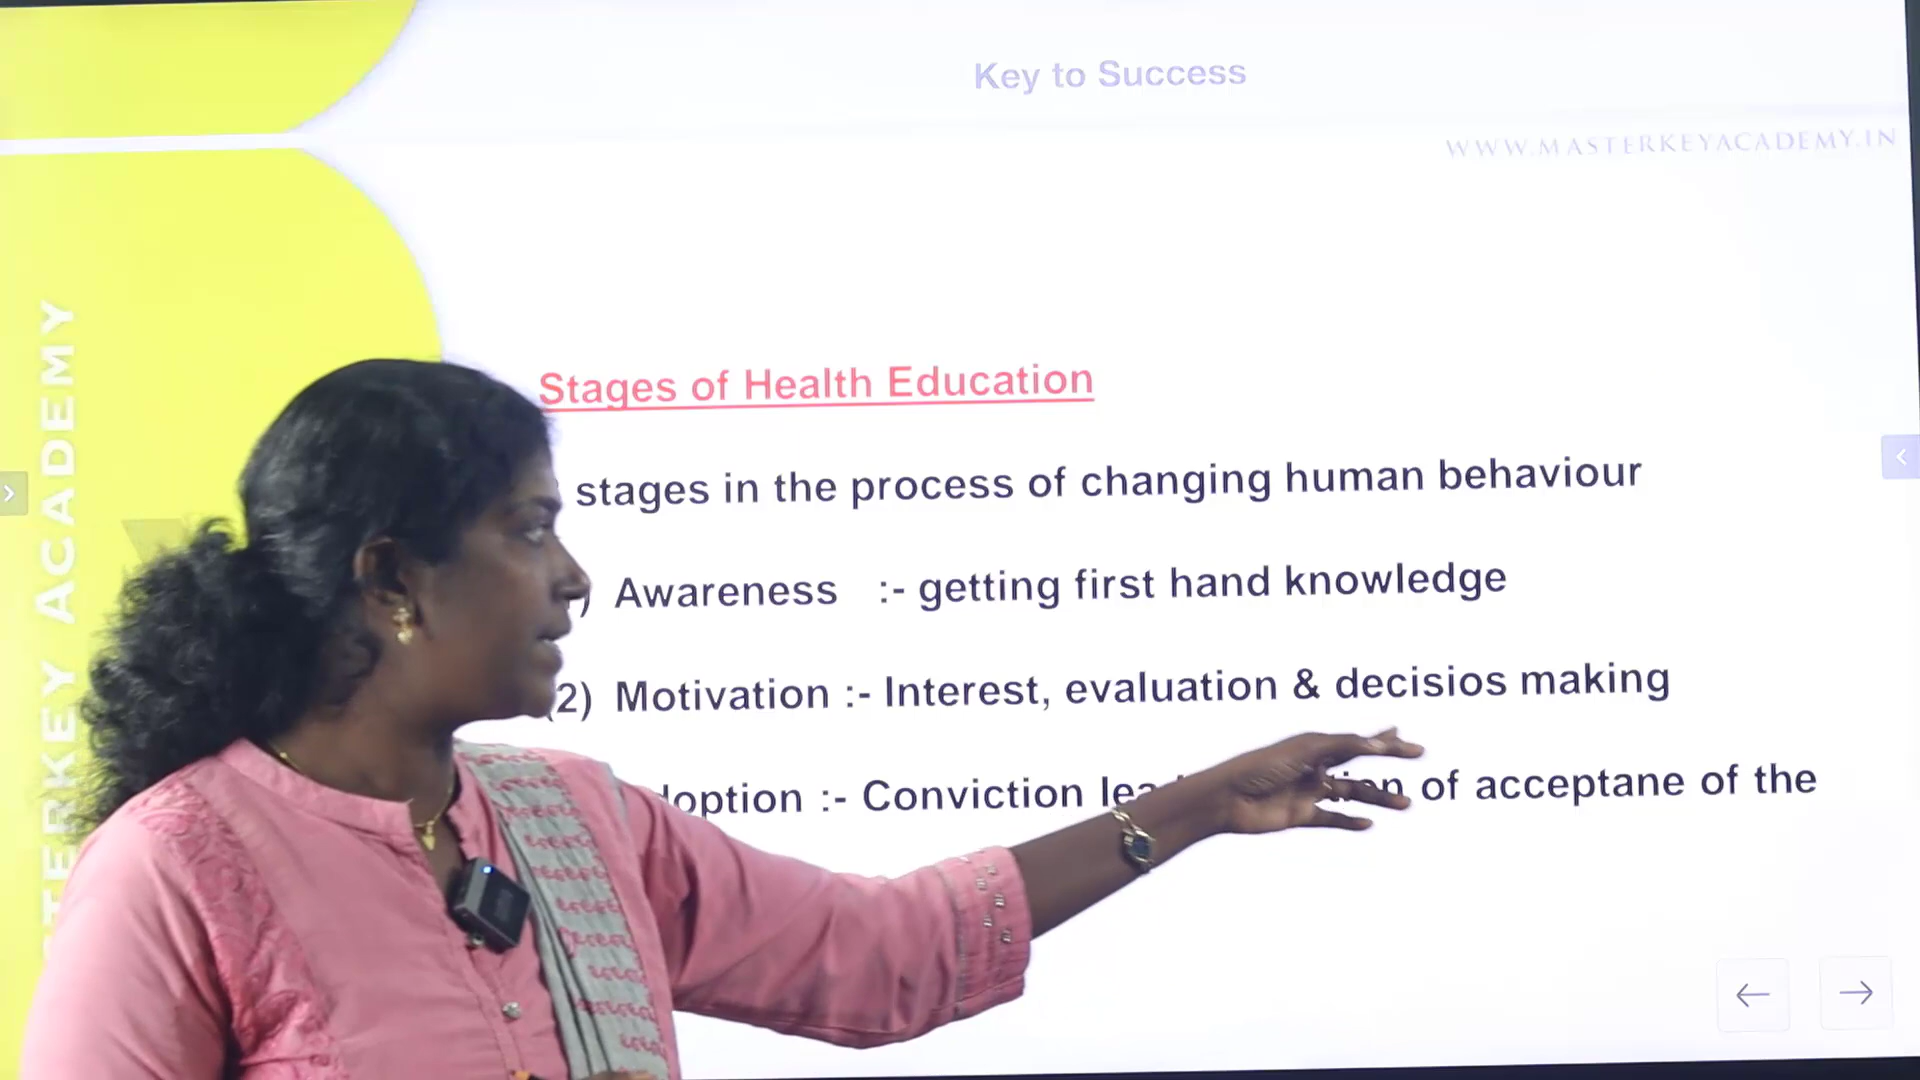 Key to Success
WWW.MASTERKEYACADEMY.IN
Stages of Health Education
stages in the process of changing human behaviour
Awareness :- getting first hand knowledge
(2) Motivation :- Interest, evaluation & decisios making
:- Conviction of acceptane of the
ACADEMY